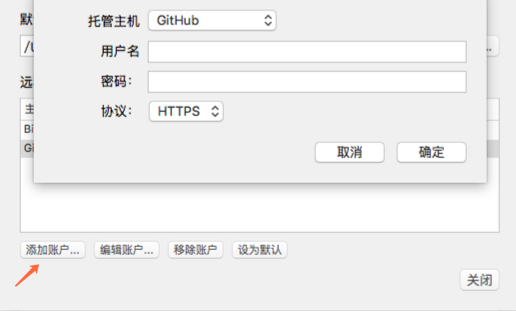 默
托管主机 GitHub
用户名
/U ...
密码：
远
协议： HTTPS
主
Bi
Gi
取消 确定
添加账户... 编辑账户... 移除账户 设为默认
关闭